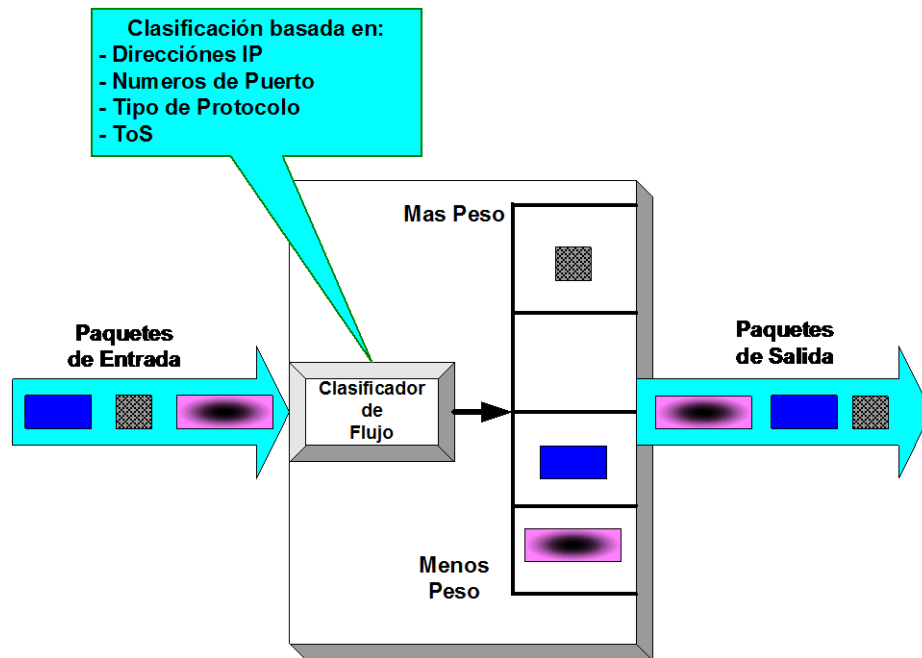 Clasificación basada en:
- Direcciónes IP
- Numeros de Puerto
- Tipo de Protocolo
- ToS
Mas Peso
Paquetes
de Entrada
Clasificador
de
Flujo
Paquetes
de Salida
Menos
Peso